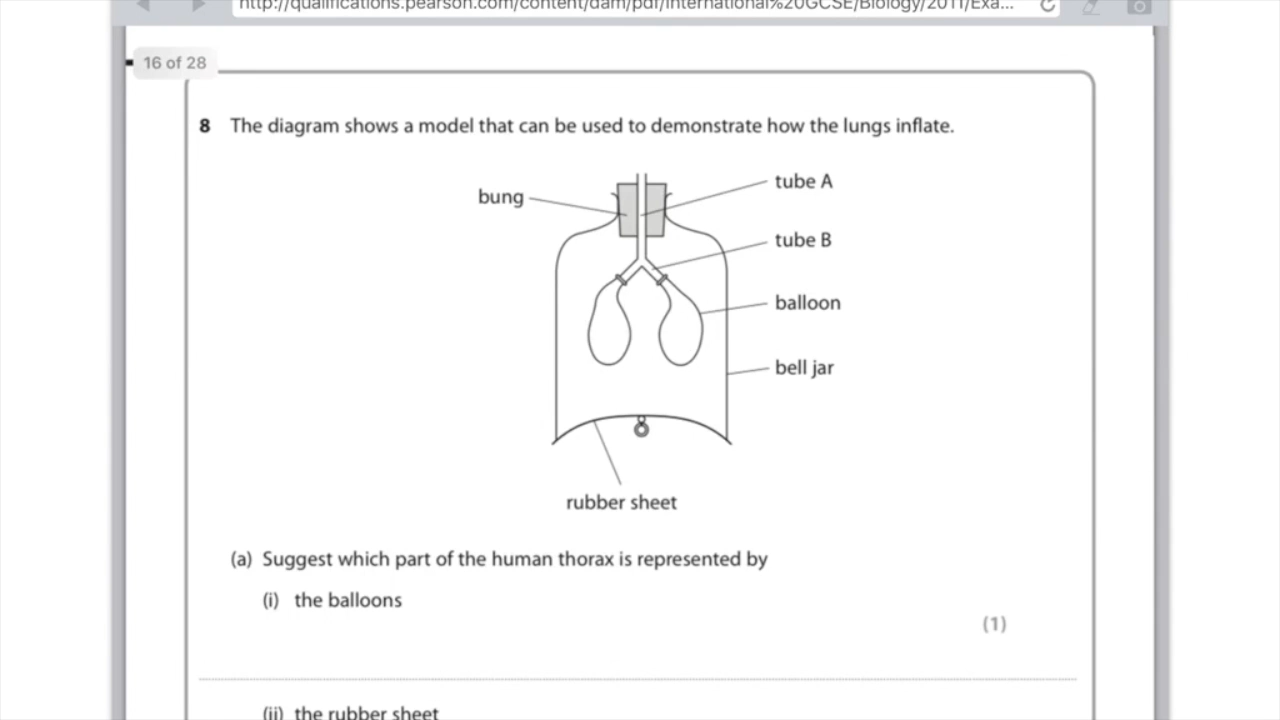 http://qualifications.pearson.com/content/dam/pdf/International%20GCSE/Biology/2011/Exa...
16 of 28
8 The diagram shows a model that can be used to demonstrate how the lungs inflate.
tube A
bung
tube B
balloon
bell jar
rubber sheet
(a) Suggest which part of the human thorax is represented by
(i) the balloons
(1)
(ii) the rubber sheet